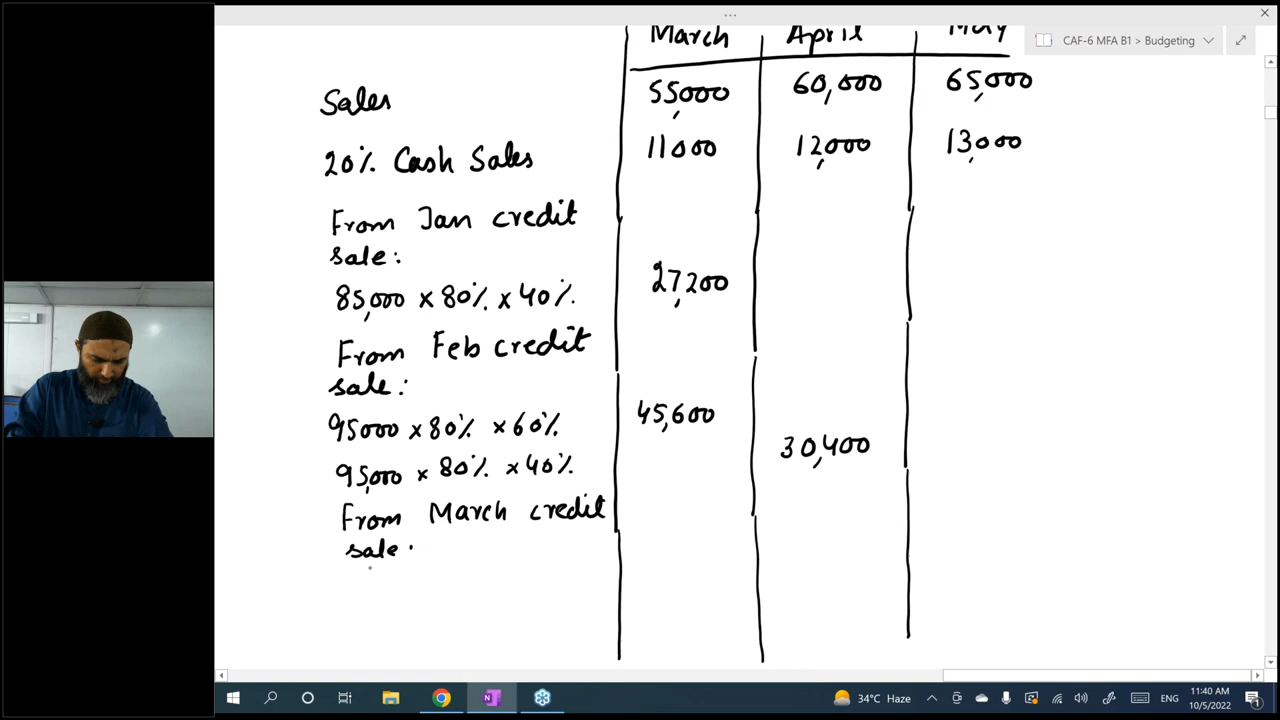 CAF-6 MFA B1 > Budgeting
March April May
Sales 55,000 60,000 65,000
20% Cash Sales 11000 12,000 13,000
From Jan credit
sale:
85,000 x 80% x 40% 27,200
From Feb credit
sale:
95000 x 80% x 60% 45,600
95,000 x 80% x 40% 30,400
From March credit
sale.
34°C Haze
ENG
11:40 AM
10/5/2022
1